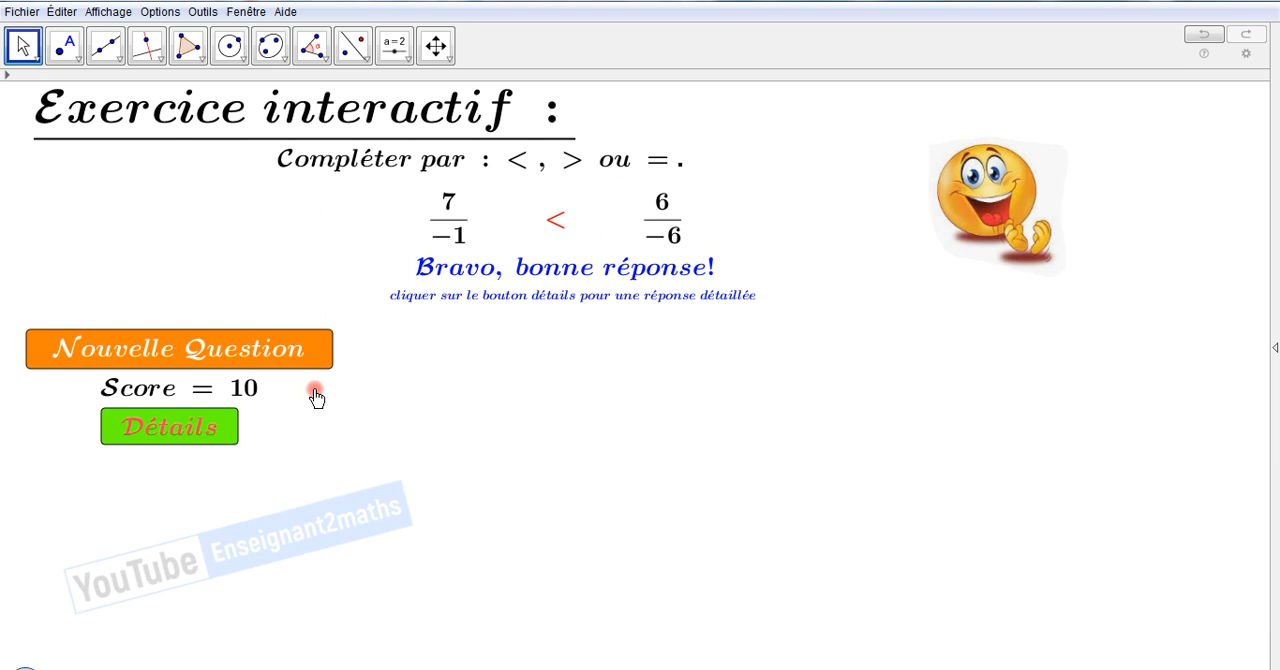 Fichier Éditer Affichage Options Outils Fenêtre Aide
A
α
a=2
Exercice interactif :
Compléter par : < , > ou = .
7 6
<
−1 −6
Bravo, bonne réponse!
cliquer sur le bouton détails pour une réponse détaillée
Nouvelle Question
Score = 10
Détails
YouTube Enseignant2maths